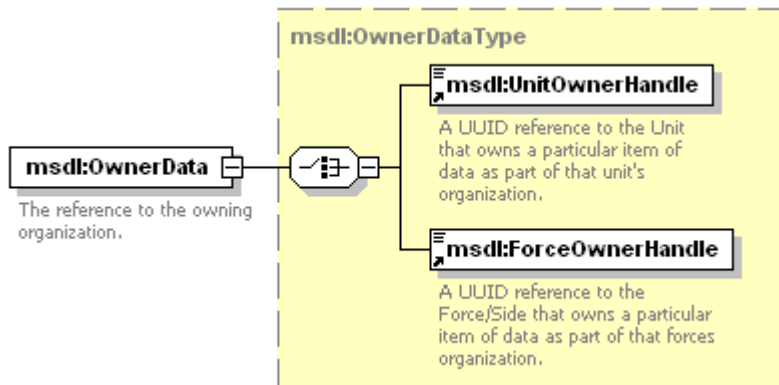 msdl:OwnerDataType
msdl:UnitOwnerHandle
A UUID reference to the Unit
that owns a particular item of
data as part of that unit's
organization.
msdl:OwnerData
The reference to the owning
organization.
msdl:ForceOwnerHandle
A UUID reference to the
Force/Side that owns a particular
item of data as part of that forces
organization.